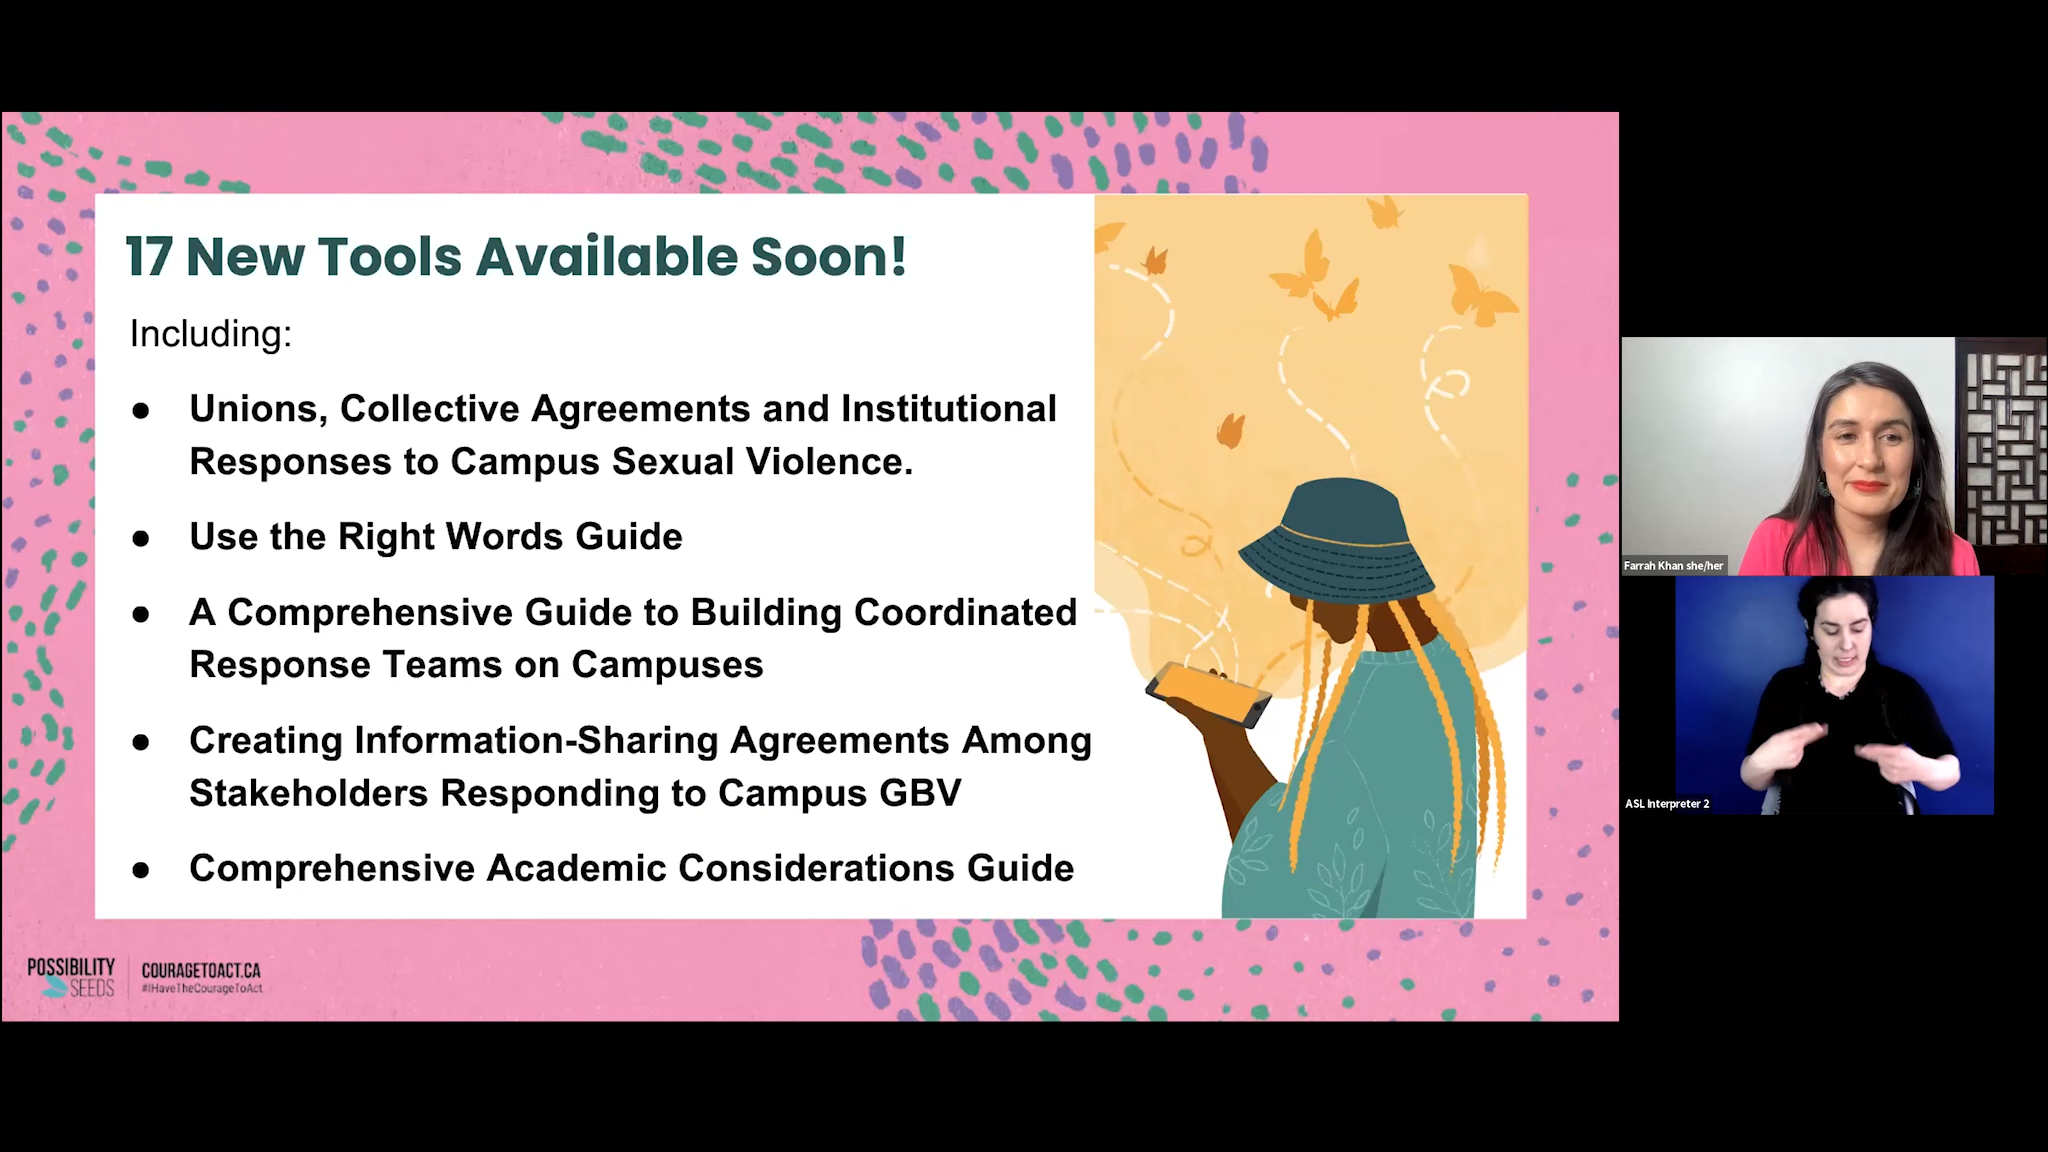 17 New Tools Available Soon!
Including:
● Unions, Collective Agreements and Institutional
Responses to Campus Sexual Violence.
● Use the Right Words Guide
● A Comprehensive Guide to Building Coordinated
Response Teams on Campuses
● Creating Information-Sharing Agreements Among
Stakeholders Responding to Campus GBV
● Comprehensive Academic Considerations Guide
POSSIBILITY
SEEDS
COURAGETOACT.CA
#IHaveTheCourageToAct
Farrah Khan she/her
ASL Interpreter 2